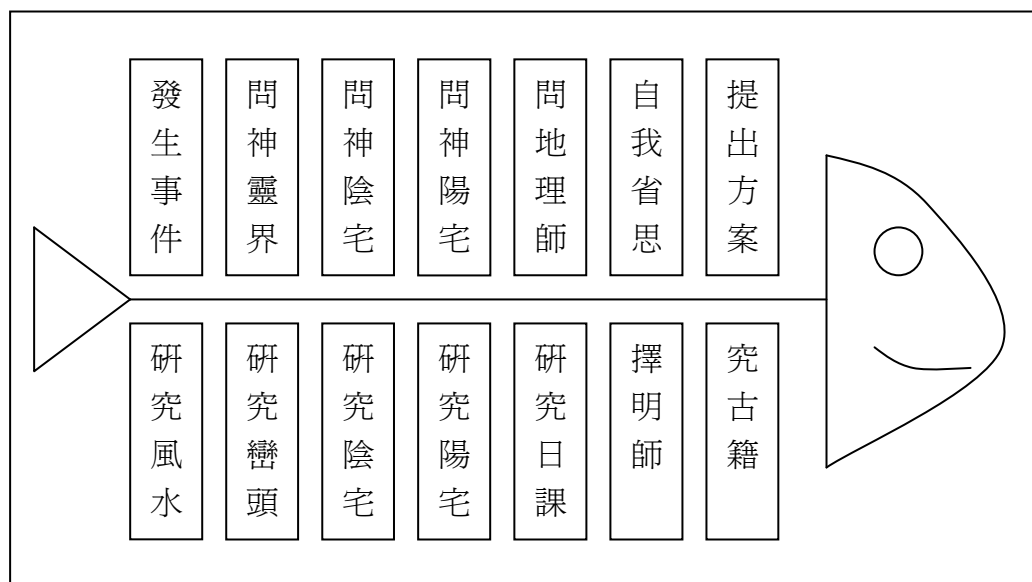 發生事件
問神靈界
問神陰宅
問神陽宅
問地理師
自我省思
提出方案
研究風水
研究巒頭
研究陰宅
研究陽宅
研究日課
擇明師
究古籍